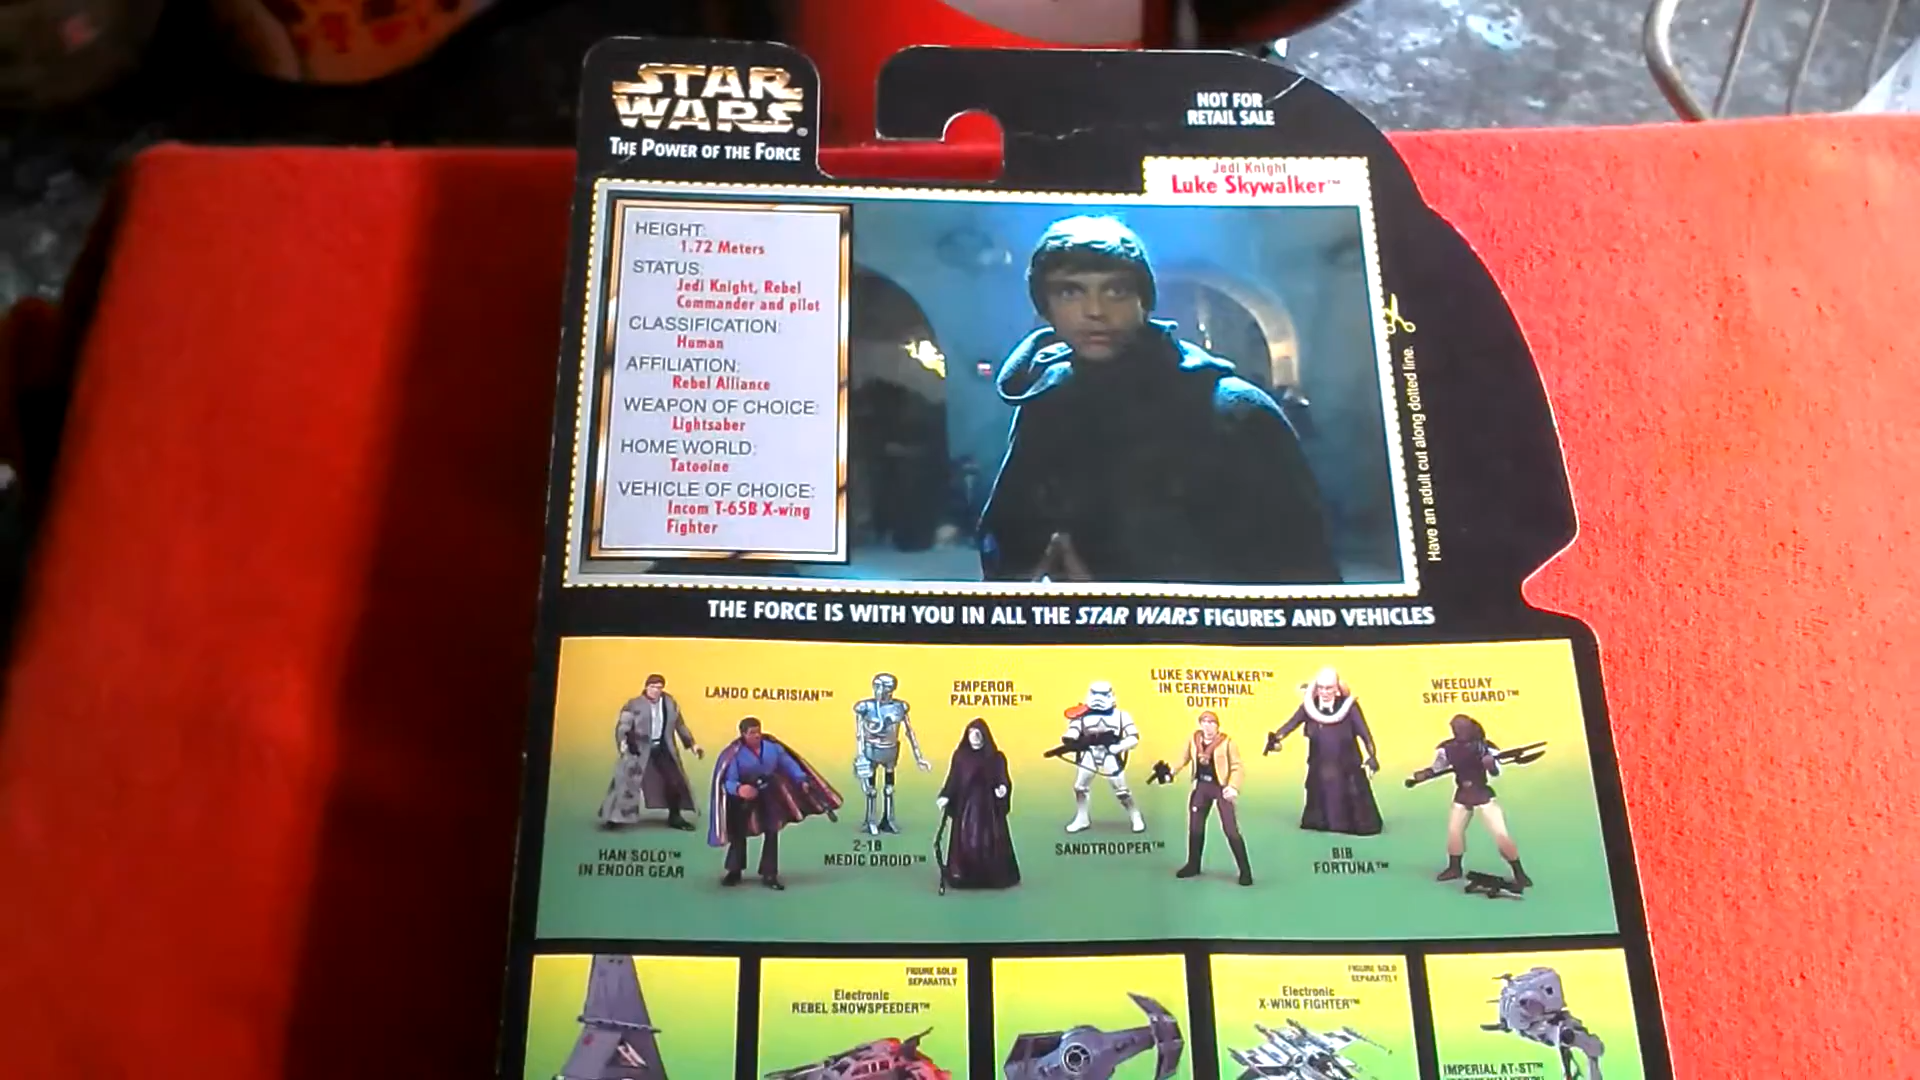 STAR
WARS®
THE POWER OF THE FORCE
NOT FOR
RETAIL SALE
Jedi Knight
Luke Skywalker™
HEIGHT:
1.72 Meters
STATUS:
Jedi Knight, Rebel
Commander and pilot
CLASSIFICATION:
Human
AFFILIATION:
Rebel Alliance
WEAPON OF CHOICE:
Lightsaber
HOME WORLD:
Tatooine
VEHICLE OF CHOICE:
Incom T-65B X-wing
Fighter
Have an adult cut along dotted line.
THE FORCE IS WITH YOU IN ALL THE STAR WARS FIGURES AND VEHICLES
HAN SOLO™
IN ENDOR GEAR
LANDO CALRISIAN™
2-1B
MEDIC DROID™
EMPEROR
PALPATINE™
SANDTROOPER™
LUKE SKYWALKER™
IN CEREMONIAL
OUTFIT
BIB
FORTUNA™
WEEQUAY
SKIFF GUARD™
FIGURE SOLD
SEPARATELY
Electronic
REBEL SNOWSPEEDER™
FIGURE SOLD
SEPARATELY
Electronic
X-WING FIGHTER™
IMPERIAL AT-ST™